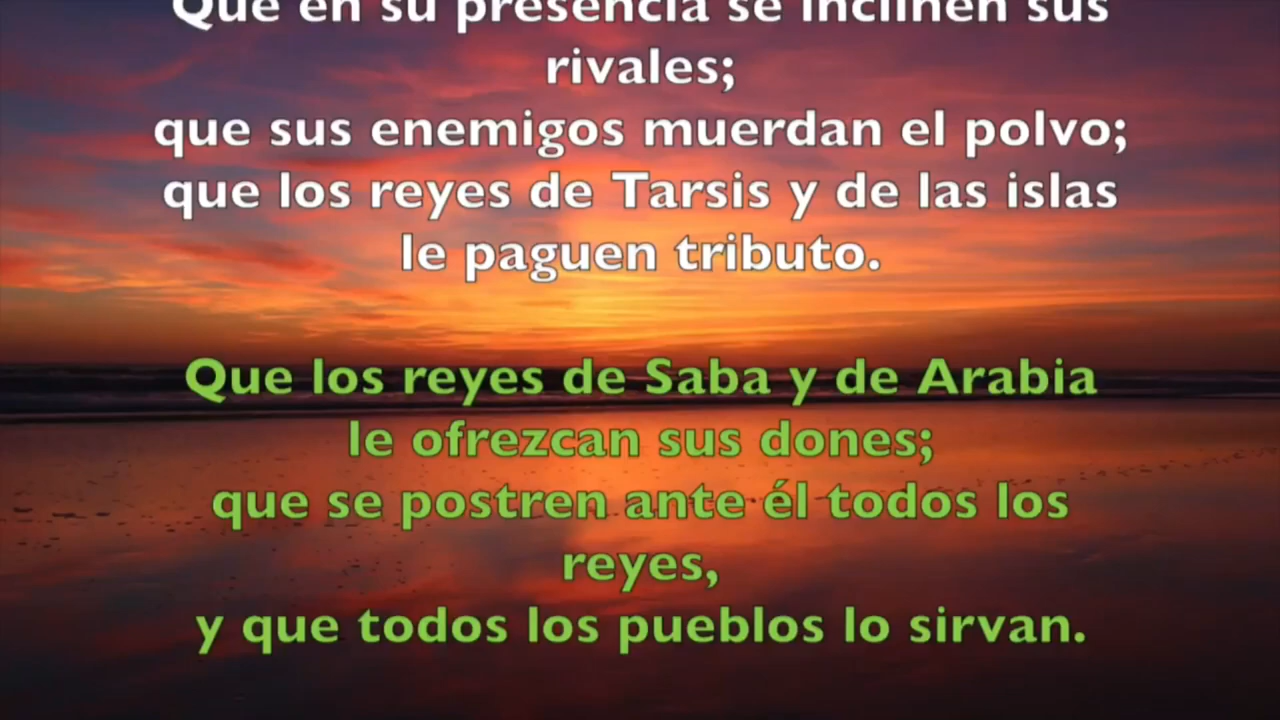 Que en su presencia se inclinen sus
rivales;
que sus enemigos muerdan el polvo;
que los reyes de Tarsis y de las islas
le paguen tributo.
Que los reyes de Saba y de Arabia
le ofrezcan sus dones;
que se postren ante él todos los
reyes,
y que todos los pueblos lo sirvan.